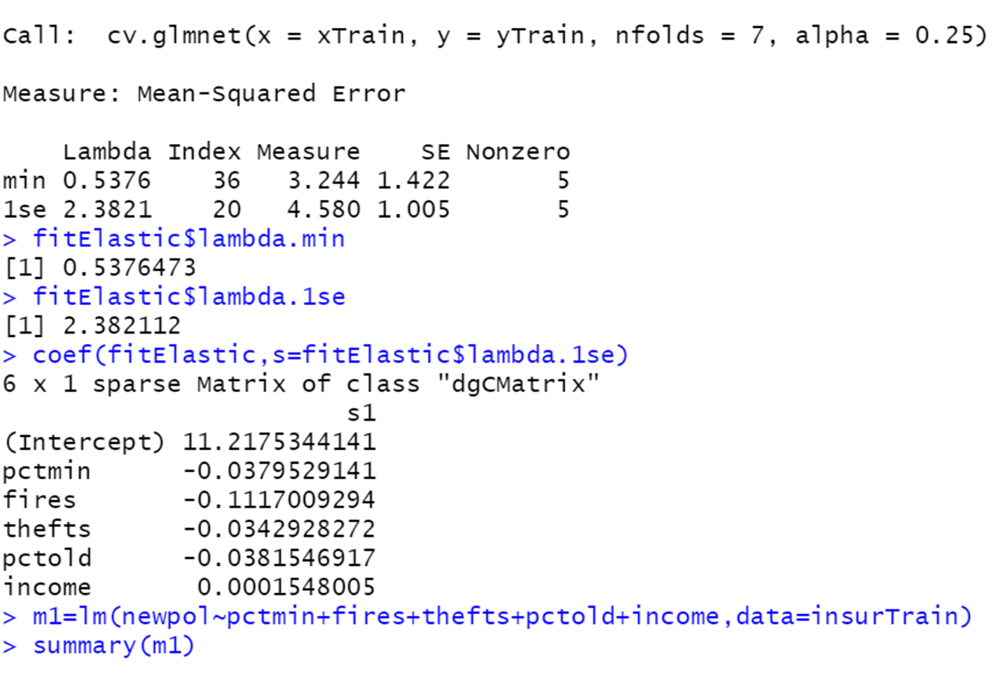 Call:  cv.glmnet(x = xTrain, y = yTrain, nfolds = 7, alpha = 0.25)
Measure: Mean-Squared Error
    Lambda Index Measure    SE Nonzero
min 0.5376    36   3.244 1.422       5
1se 2.3821    20   4.580 1.005       5
> fitElastic$lambda.min
[1] 0.5376473
> fitElastic$lambda.1se
[1] 2.382112
> coef(fitElastic,s=fitElastic$lambda.1se)
6 x 1 sparse Matrix of class "dgCMatrix"
                       s1
(Intercept) 11.2175344141
pctmin      -0.0379529141
fires       -0.1117009294
thefts      -0.0342928272
pctold      -0.0381546917
income       0.0001548005
> m1=lm(newpol~pctmin+fires+thefts+pctold+income,data=insurTrain)
> summary(m1)